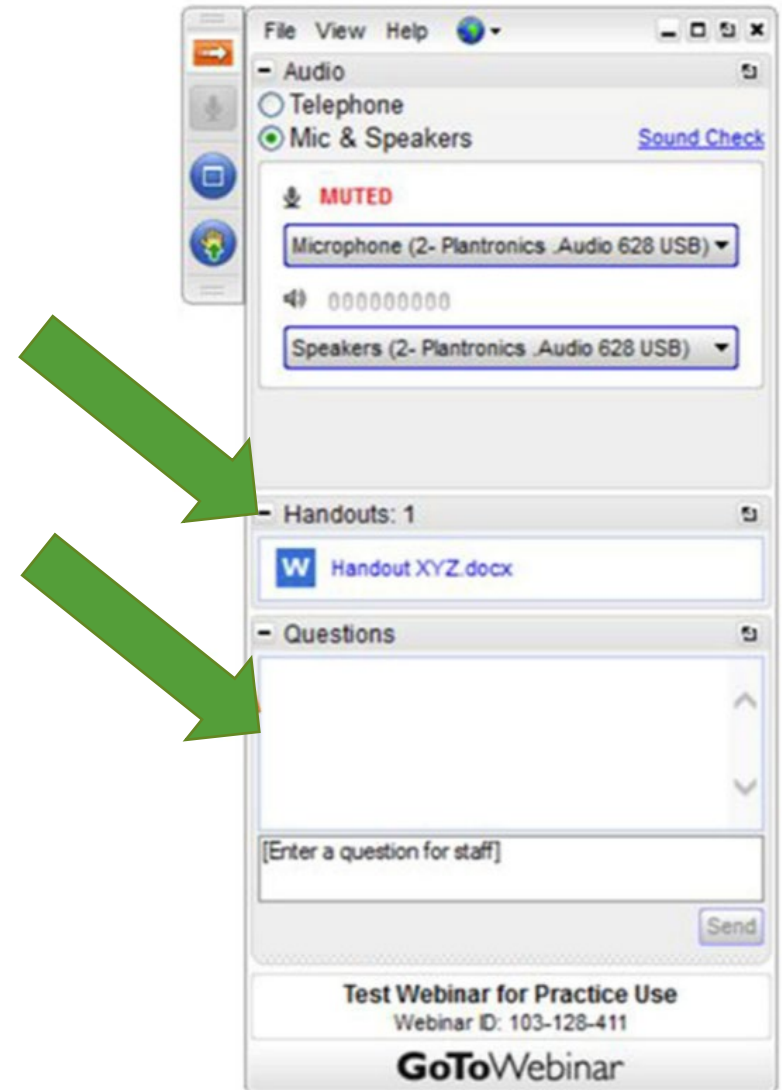 File View Help
Audio
Telephone
Mic & Speakers Sound Check
MUTED
Microphone (2- Plantronics .Audio 628 USB)
Speakers (2- Plantronics .Audio 628 USB)
Handouts: 1
W Handout XYZ.docx
Questions
[Enter a question for staff]
Send
Test Webinar for Practice Use
Webinar ID: 103-128-411
GoToWebinar